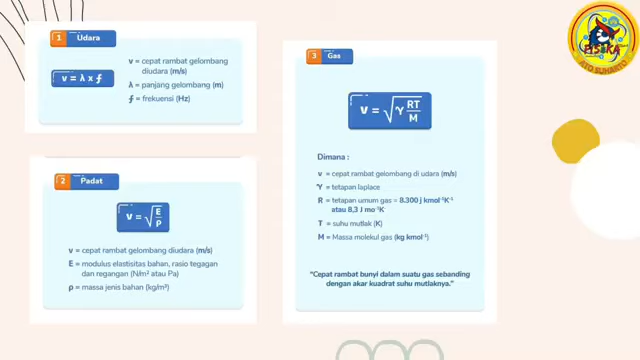 1 Udara
v = λ x f
v = cepat rambat gelombang
diudara (m/s)
λ = panjang gelombang (m)
f = frekuensi (Hz)
2 Padat
v = √E/ρ
v = cepat rambat gelombang diudara (m/s)
E = modulus elastisitas bahan, rasio tegagan
dan regangan (N/m² atau Pa)
ρ = massa jenis bahan (kg/m³)
3 Gas
v = √γ RT/M
Dimana :
v = cepat rambat gelombang di udara (m/s)
γ = tetapan laplace
R = tetapan umum gas = 8.300 j kmol⁻¹K⁻¹
atau 8,3 J mo⁻¹K
T = suhu mutlak (K)
M = Massa molekul gas (kg kmol⁻¹)
“Cepat rambat bunyi dalam suatu gas sebanding
dengan akar kuadrat suhu mutlaknya.”
FISIKA
ATO SUHARTO